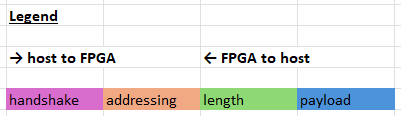 Legend
→ host to FPGA ← FPGA to host
handshake addressing length payload